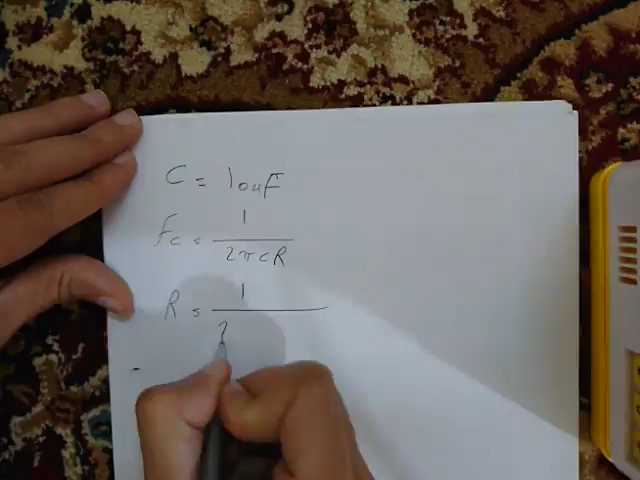 C = 10uF
Fc = 1 / 2πCR
R = 1 / 2